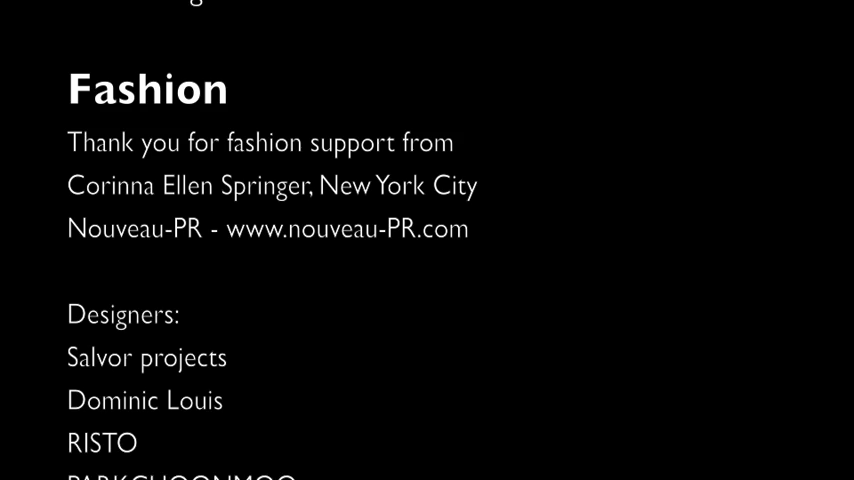 Fashion
Thank you for fashion support from
Corinna Ellen Springer, New York City
Nouveau-PR - www.nouveau-PR.com
Designers:
Salvor projects
Dominic Louis
RISTO
PARKCHOONMOO